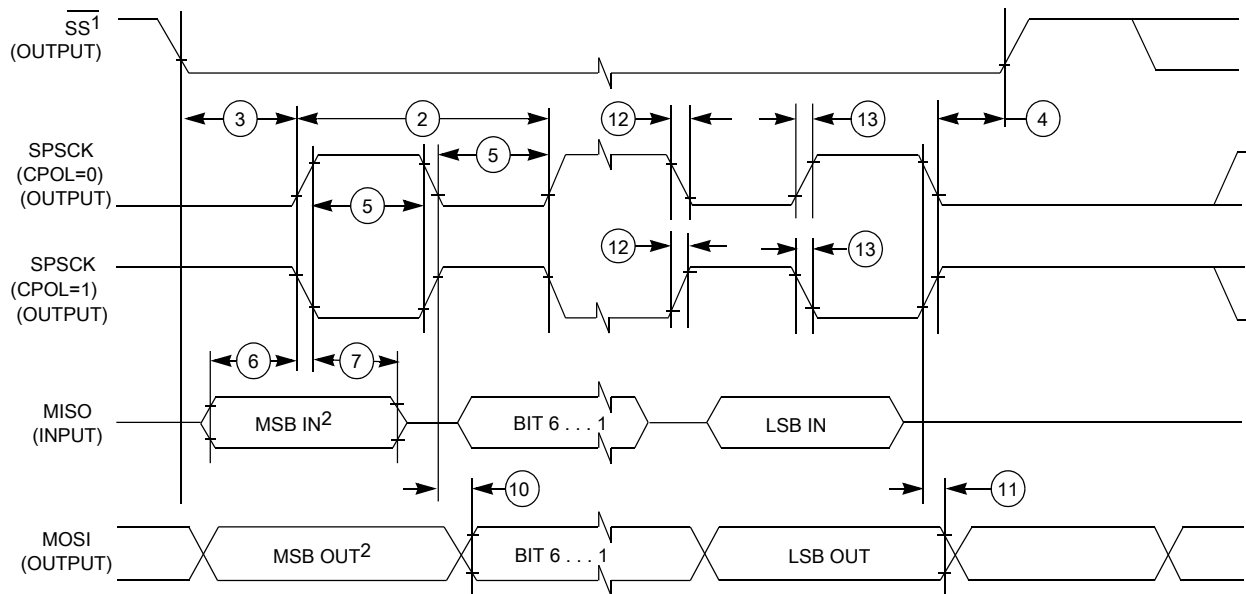 SS¹
(OUTPUT)
3
2
12
13
4
SPSCK
(CPOL=0)
(OUTPUT)
5
5
12
13
SPSCK
(CPOL=1)
(OUTPUT)
6
7
MISO
(INPUT)
MSB IN²
BIT 6 . . . 1
LSB IN
10
11
MOSI
(OUTPUT)
MSB OUT²
BIT 6 . . . 1
LSB OUT